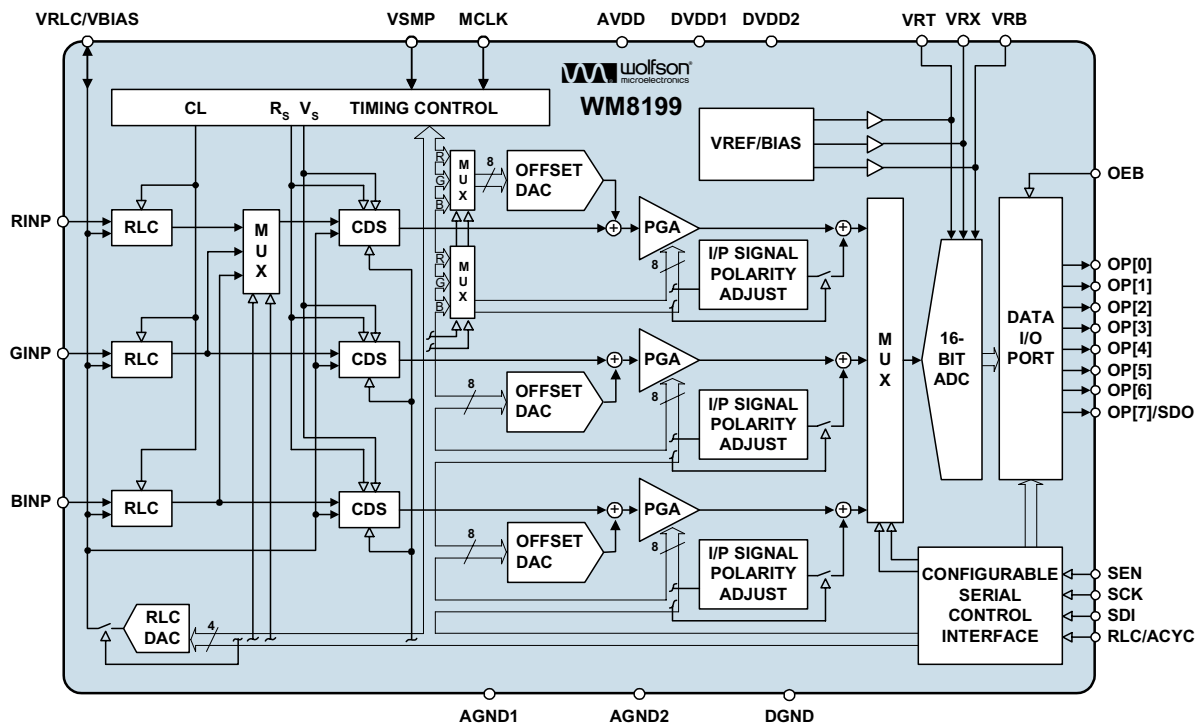 VRLC/VBIAS VSMP MCLK AVDD DVDD1 DVDD2 VRT VRX VRB
wolfson®
microelectronics
WM8199
CL RS VS TIMING CONTROL
VREF/BIAS
OEB
R
G
B
MUX
8
OFFSET
DAC
RINP
RLC
MUX
CDS
+
PGA
8
I/P SIGNAL
POLARITY
ADJUST
+
R
G
B
MUX
GINP
RLC
CDS
8
OFFSET
DAC
+
PGA
8
I/P SIGNAL
POLARITY
ADJUST
+
MUX
16-
BIT
ADC
DATA
I/O
PORT
OP[0]
OP[1]
OP[2]
OP[3]
OP[4]
OP[5]
OP[6]
OP[7]/SDO
BINP
RLC
CDS
8
OFFSET
DAC
+
PGA
8
I/P SIGNAL
POLARITY
ADJUST
+
CONFIGURABLE
SERIAL
CONTROL
INTERFACE
SEN
SCK
SDI
RLC/ACYC
RLC
DAC
4
AGND1 AGND2 DGND